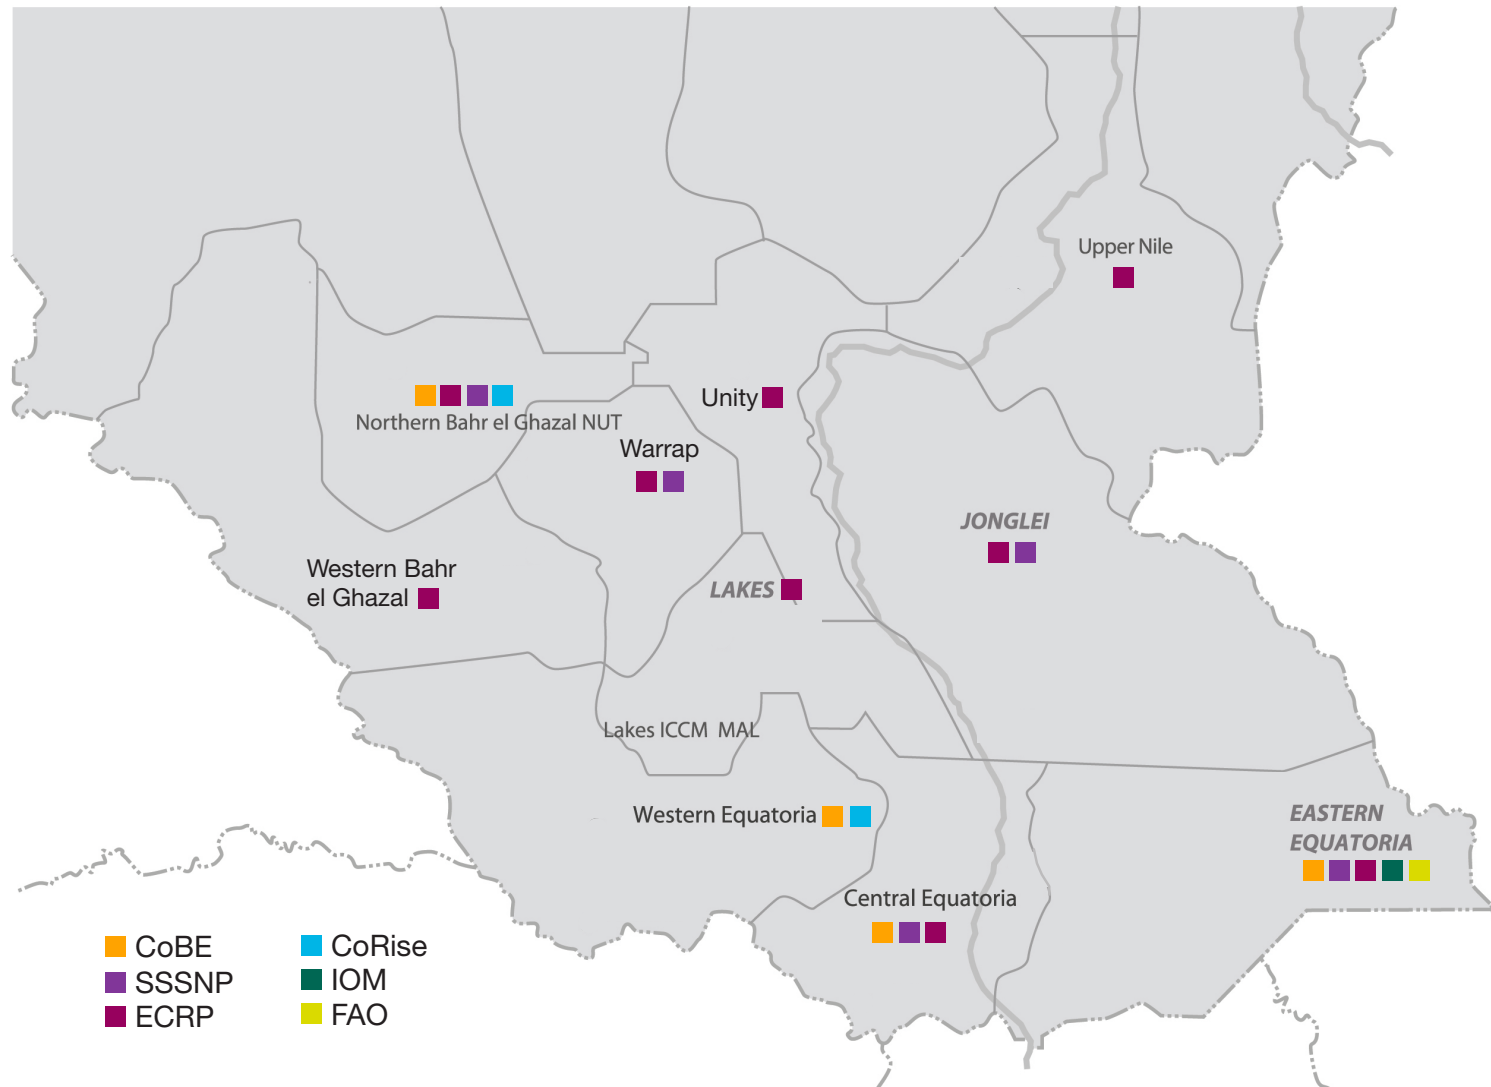 Upper Nile
Unity
Northern Bahr el Ghazal NUT
Warrap
JONGLEI
Western Bahr
el Ghazal
LAKES
Lakes ICCM MAL
Western Equatoria
EASTERN
EQUATORIA
Central Equatoria
CoBE
SSSNP
ECRP
CoRise
IOM
FAO